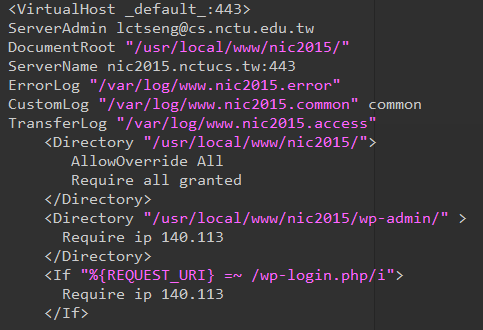 <VirtualHost _default_:443>
ServerAdmin lctseng@cs.nctu.edu.tw
DocumentRoot "/usr/local/www/nic2015/"
ServerName nic2015.nctucs.tw:443
ErrorLog "/var/log/www.nic2015.error"
CustomLog "/var/log/www.nic2015.common" common
TransferLog "/var/log/www.nic2015.access"
    <Directory "/usr/local/www/nic2015/">
       AllowOverride All
       Require all granted
    </Directory>
    <Directory "/usr/local/www/nic2015/wp-admin/" >
      Require ip 140.113
    </Directory>
    <If "%{REQUEST_URI} =~ /wp-login.php/i">
      Require ip 140.113
    </If>